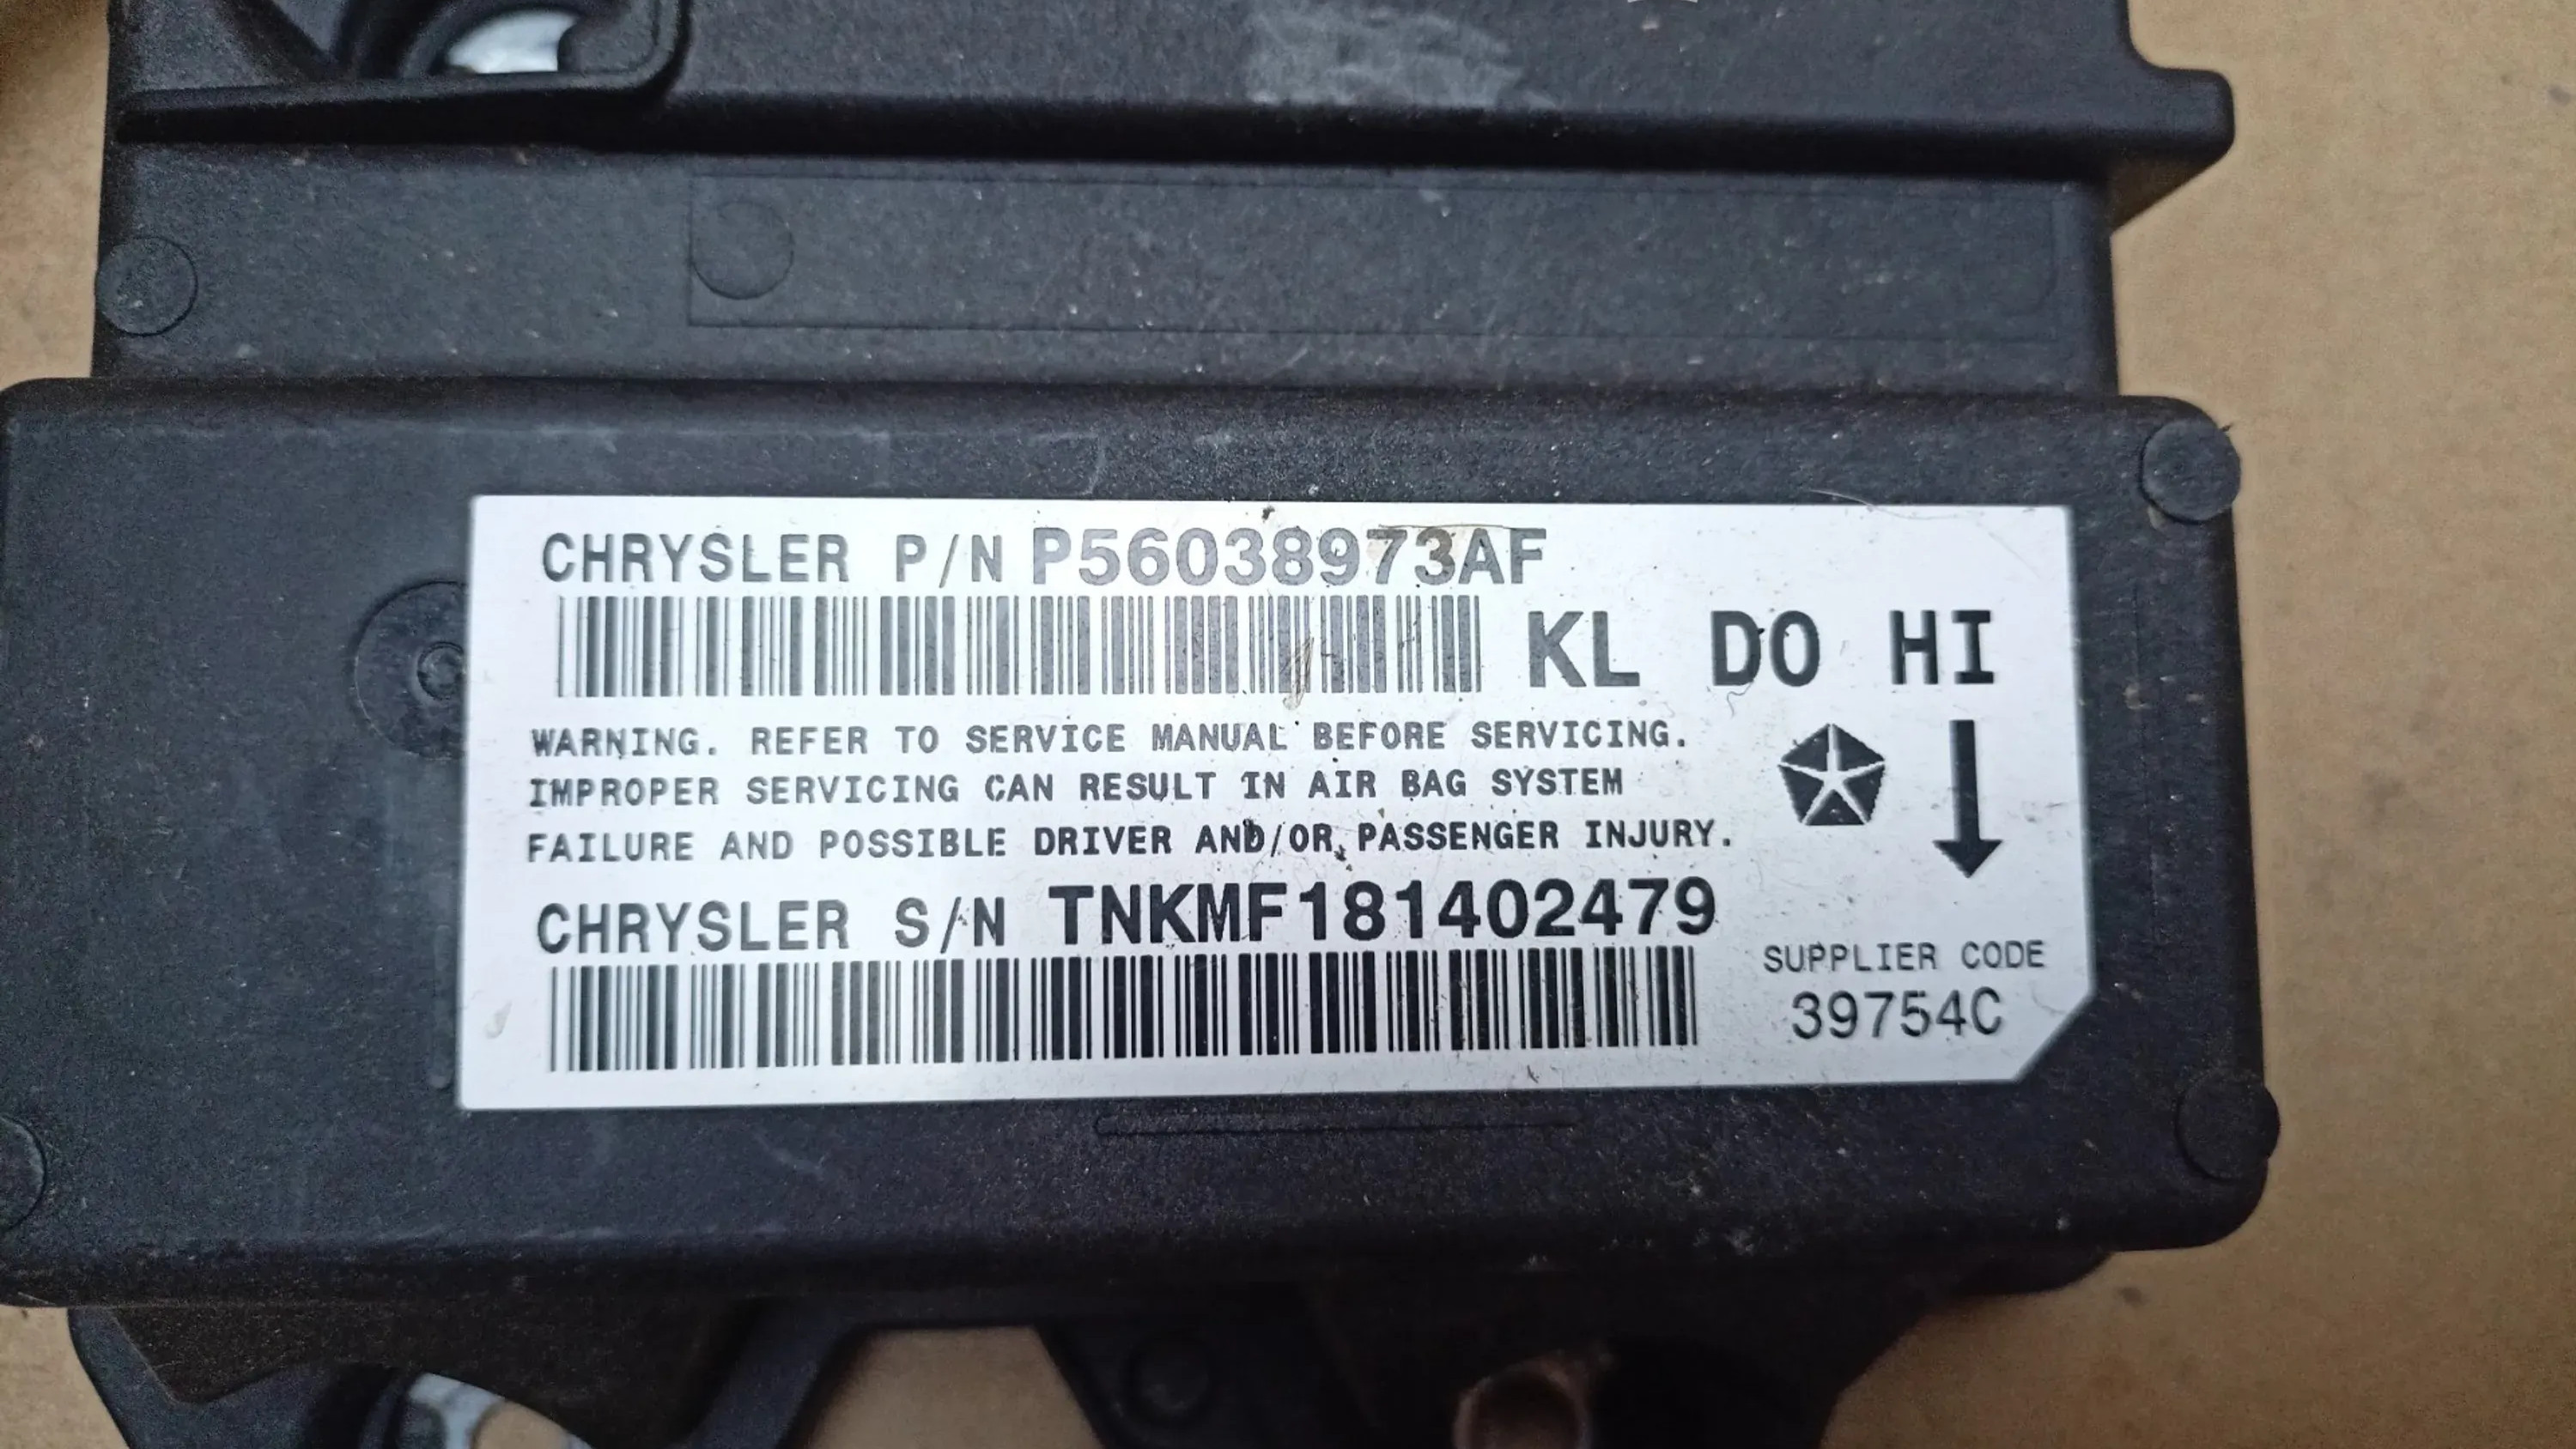 CHRYSLER P/N P56038973AF
KL DO HI
WARNING. REFER TO SERVICE MANUAL BEFORE SERVICING.
IMPROPER SERVICING CAN RESULT IN AIR BAG SYSTEM
FAILURE AND POSSIBLE DRIVER AND/OR PASSENGER INJURY.
CHRYSLER S/N TNKMF181402479
SUPPLIER CODE
39754C